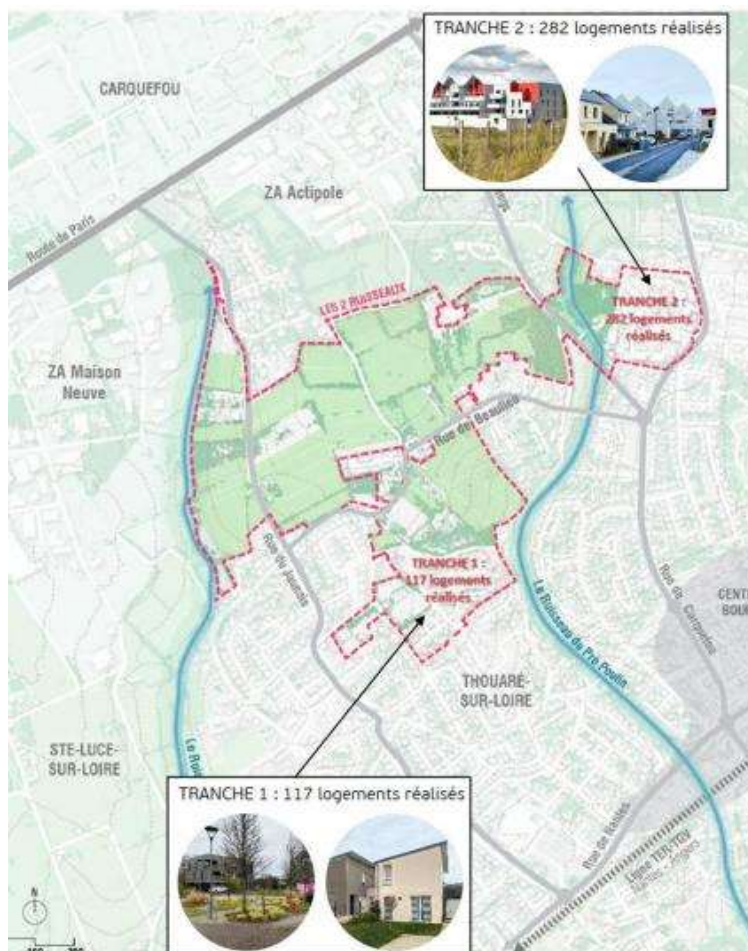 TRANCHE 2 : 282 logements réalisés
CARQUEFOU
ZA Actipole
Route de Paris
LES 2 RUISSEAUX
TRANCHE 2 :
282 logements
réalisés
ZA Maison
Neuve
Rue de Beaulieu
Rue du Jaunais
TRANCHE 1 :
117 logements
réalisés
Rue de Carquefou
Le Ruisseau du Pré Poulin
THOUARÉ-
SUR-LOIRE
STE-LUCE-
SUR-LOIRE
TRANCHE 1 : 117 logements réalisés
Rue de Nantes
Ligne TER-TGV
Nantes - Angers
N